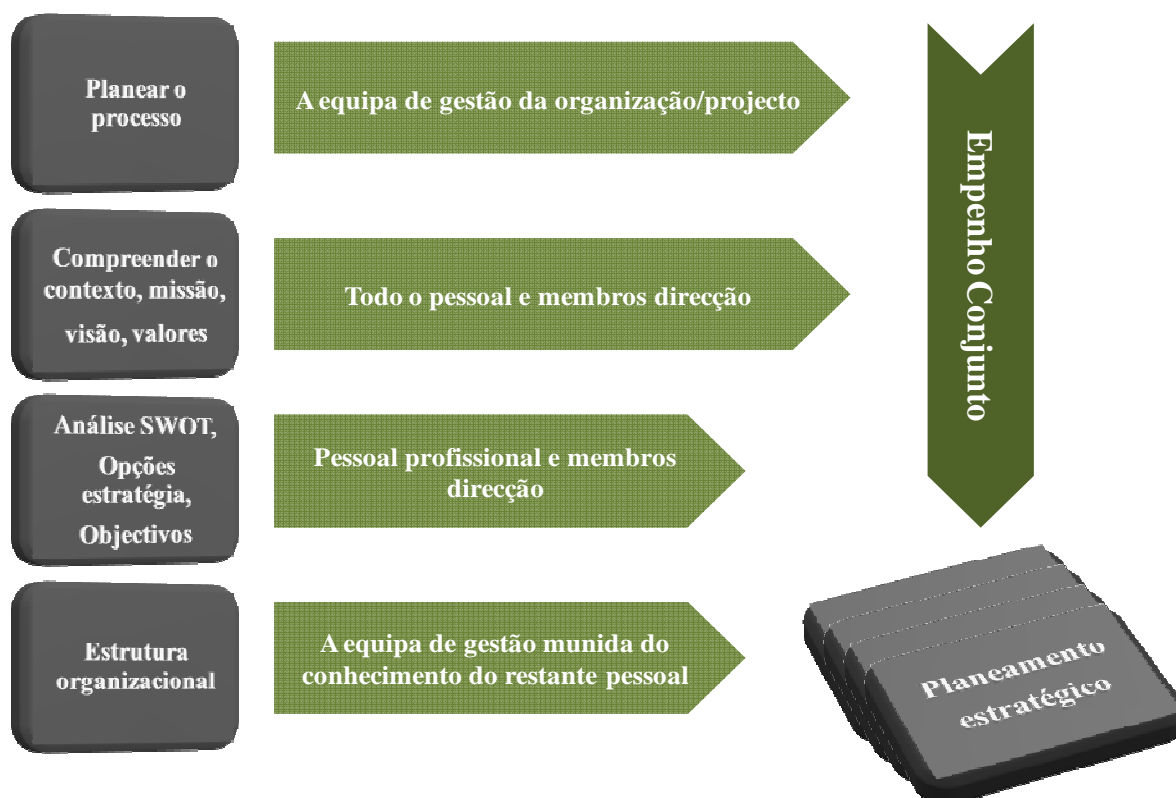 Planear o
processo
A equipa de gestão da organização/projecto
Compreender o
contexto, missão,
visão, valores
Todo o pessoal e membros direcção
Análise SWOT,
Opções
estratégia,
Objectivos
Pessoal profissional e membros
direcção
Estrutura
organizacional
A equipa de gestão munida do
conhecimento do restante pessoal
Empenho Conjunto
Planeamento
estratégico